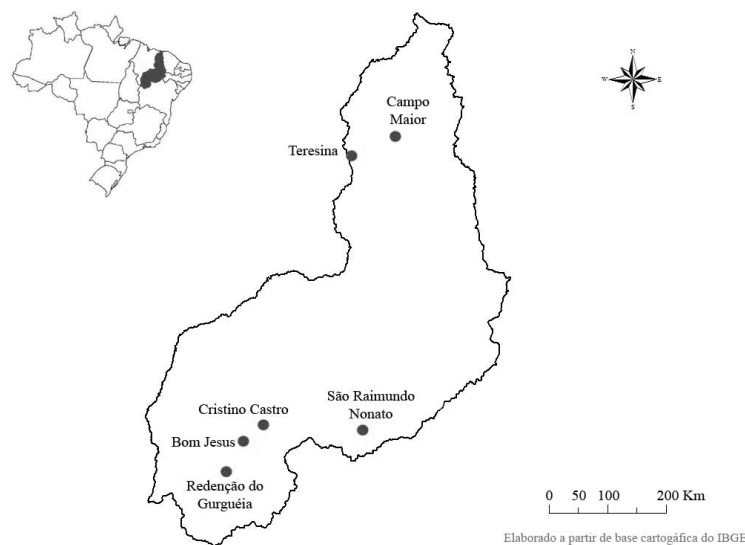 N
W E
S
Campo
Maior
Teresina
São Raimundo
Nonato
Cristino Castro
Bom Jesus
Redenção do
Gurguéia
0 50 100 200 Km
Elaborado a partir de base cartogáfica do IBGE